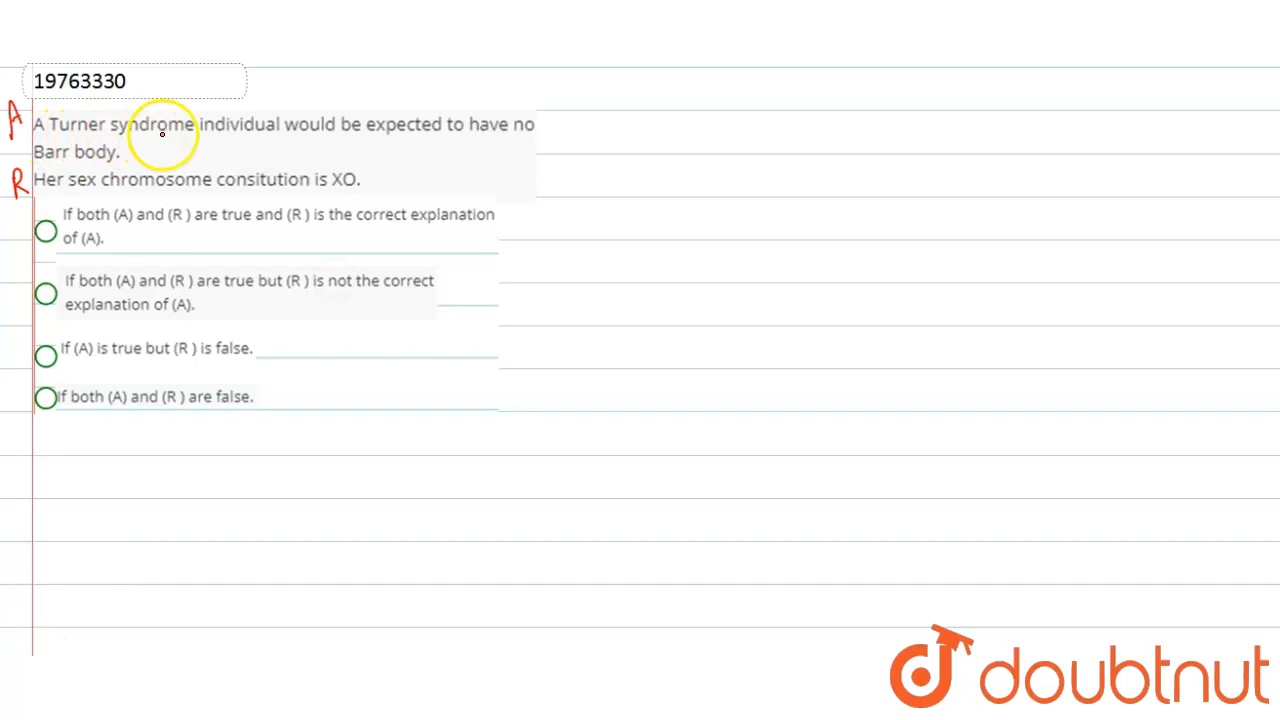 19763330
A
A Turner syndrome individual would be expected to have no
Barr body.
R
Her sex chromosome consitution is XO.
If both (A) and (R ) are true and (R ) is the correct explanation
of (A).
If both (A) and (R ) are true but (R ) is not the correct
explanation of (A).
If (A) is true but (R ) is false.
If both (A) and (R ) are false.
doubtnut